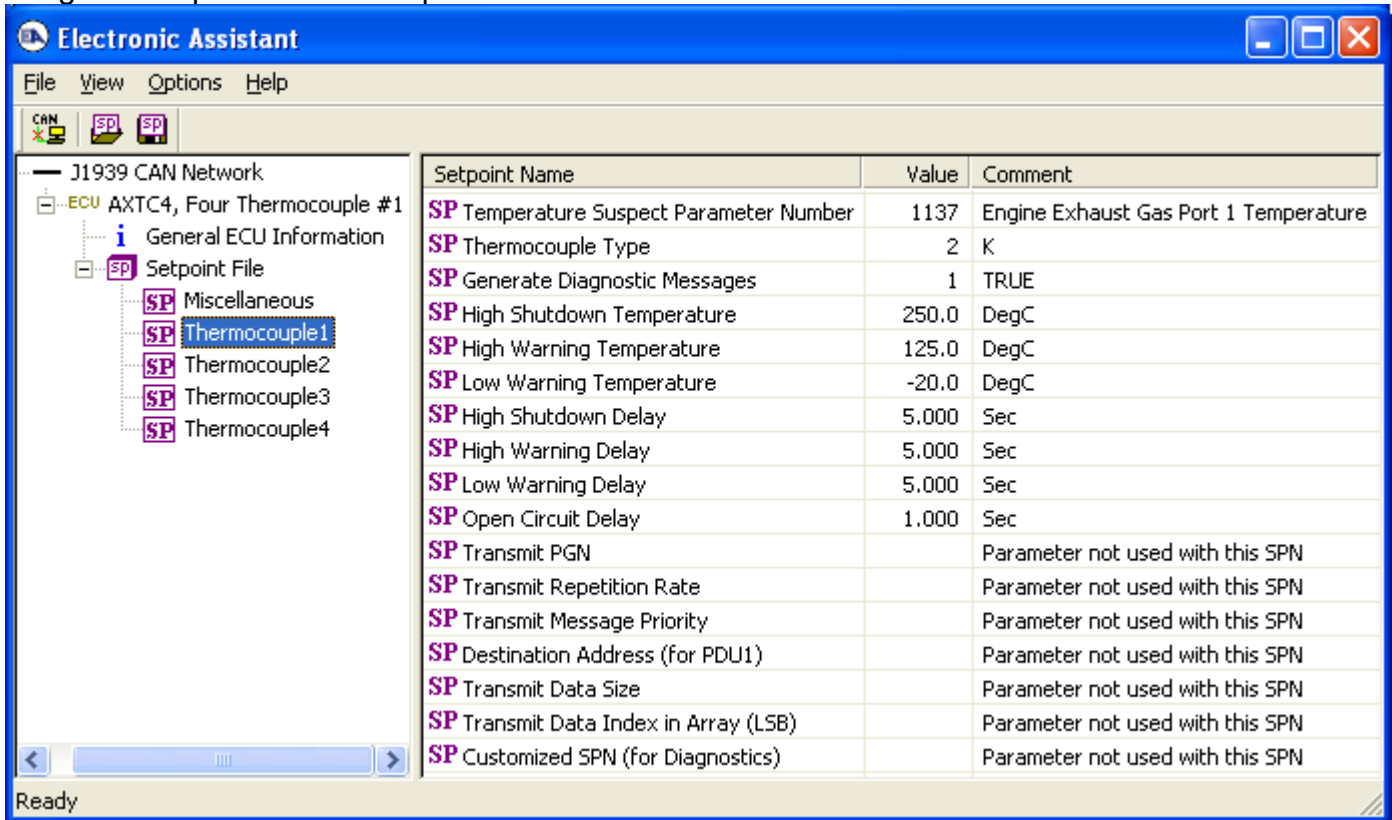 Electronic Assistant
File View Options Help
CAN SP SP
J1939 CAN Network
ECU AXTC4, Four Thermocouple #1
i General ECU Information
SP Setpoint File
SP Miscellaneous
SP Thermocouple1
SP Thermocouple2
SP Thermocouple3
SP Thermocouple4
Setpoint Name Value Comment
SP Temperature Suspect Parameter Number 1137 Engine Exhaust Gas Port 1 Temperature
SP Thermocouple Type 2 K
SP Generate Diagnostic Messages 1 TRUE
SP High Shutdown Temperature 250.0 DegC
SP High Warning Temperature 125.0 DegC
SP Low Warning Temperature -20.0 DegC
SP High Shutdown Delay 5.000 Sec
SP High Warning Delay 5.000 Sec
SP Low Warning Delay 5.000 Sec
SP Open Circuit Delay 1.000 Sec
SP Transmit PGN Parameter not used with this SPN
SP Transmit Repetition Rate Parameter not used with this SPN
SP Transmit Message Priority Parameter not used with this SPN
SP Destination Address (for PDU1) Parameter not used with this SPN
SP Transmit Data Size Parameter not used with this SPN
SP Transmit Data Index in Array (LSB) Parameter not used with this SPN
SP Customized SPN (for Diagnostics) Parameter not used with this SPN
Ready